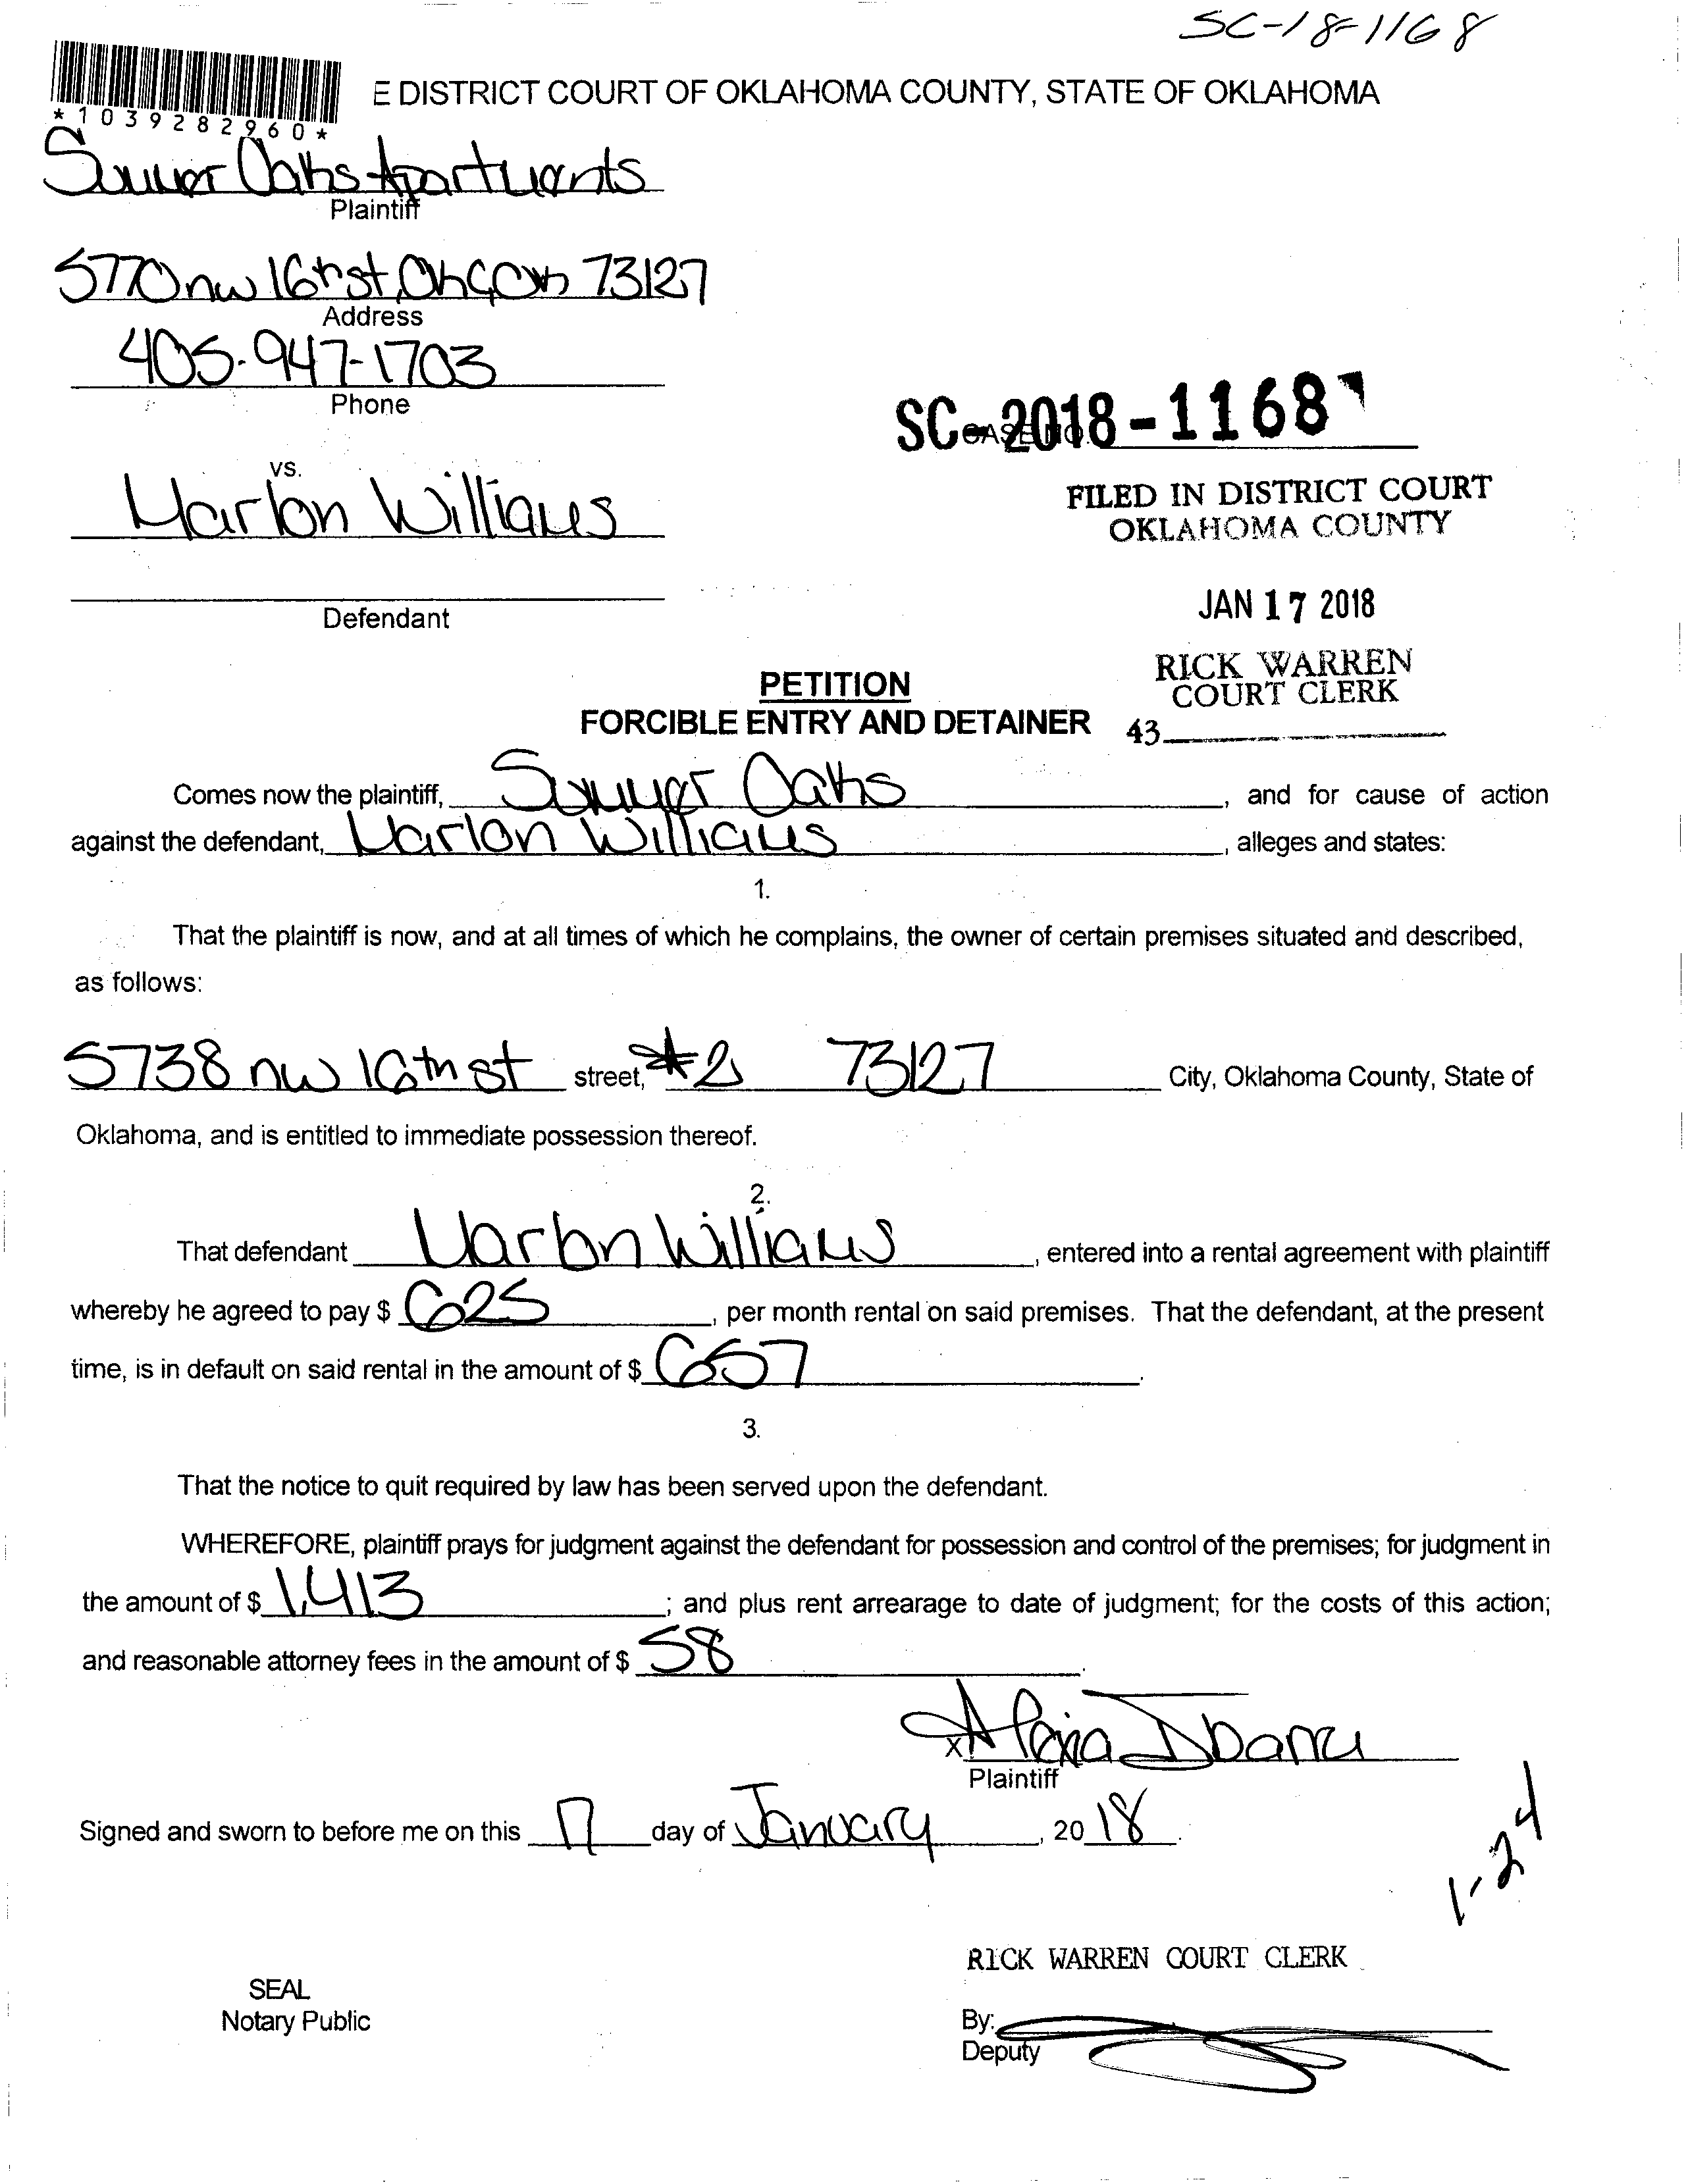 SC-18-1168
E DISTRICT COURT OF OKLAHOMA COUNTY, STATE OF OKLAHOMA
*1039282960*
Summer Oaks Apartments
Plaintiff
5770 nw 16th st, 73127
Address
405-947-1703
Phone
SC-2018-1168
CASE NO.
vs.
Marlon Williams
FILED IN DISTRICT COURT
OKLAHOMA COUNTY
Defendant
JAN 17 2018
RICK WARREN
COURT CLERK
43
PETITION
FORCIBLE ENTRY AND DETAINER
Comes now the plaintiff, Summer Oaks, and for cause of action
against the defendant, Marlon Williams, alleges and states:
1.
That the plaintiff is now, and at all times of which he complains, the owner of certain premises situated and described,
as follows:
5738 nw 16th st street, #2 73127 City, Oklahoma County, State of
Oklahoma, and is entitled to immediate possession thereof.
2.
That defendant Marlon Williams, entered into a rental agreement with plaintiff
whereby he agreed to pay $ 625, per month rental on said premises. That the defendant, at the present
time, is in default on said rental in the amount of $ 657.
3.
That the notice to quit required by law has been served upon the defendant.
WHEREFORE, plaintiff prays for judgment against the defendant for possession and control of the premises; for judgment in
the amount of $ 1,413; and plus rent arrearage to date of judgment; for the costs of this action;
and reasonable attorney fees in the amount of $ 58.
x Ibarra
Plaintiff
Signed and sworn to before me on this 17 day of January, 2018.
1-24
RICK WARREN COURT CLERK
SEAL
Notary Public
By:
Deputy